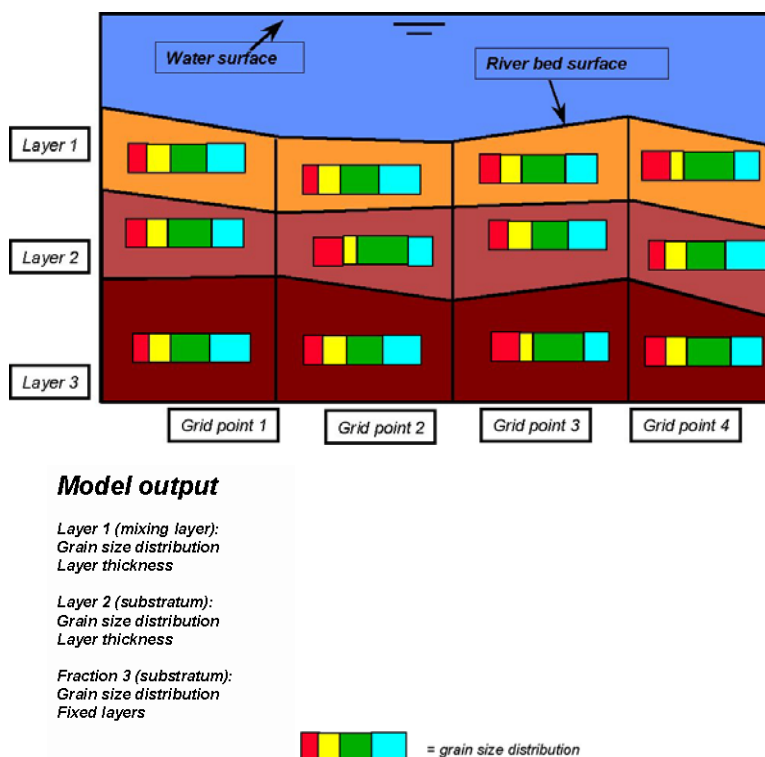 Water surface
River bed surface
Layer 1
Layer 2
Layer 3
Grid point 1
Grid point 2
Grid point 3
Grid point 4
Model output
Layer 1 (mixing layer):
Grain size distribution
Layer thickness
Layer 2 (substratum):
Grain size distribution
Layer thickness
Fraction 3 (substratum):
Grain size distribution
Fixed layers
= grain size distribution